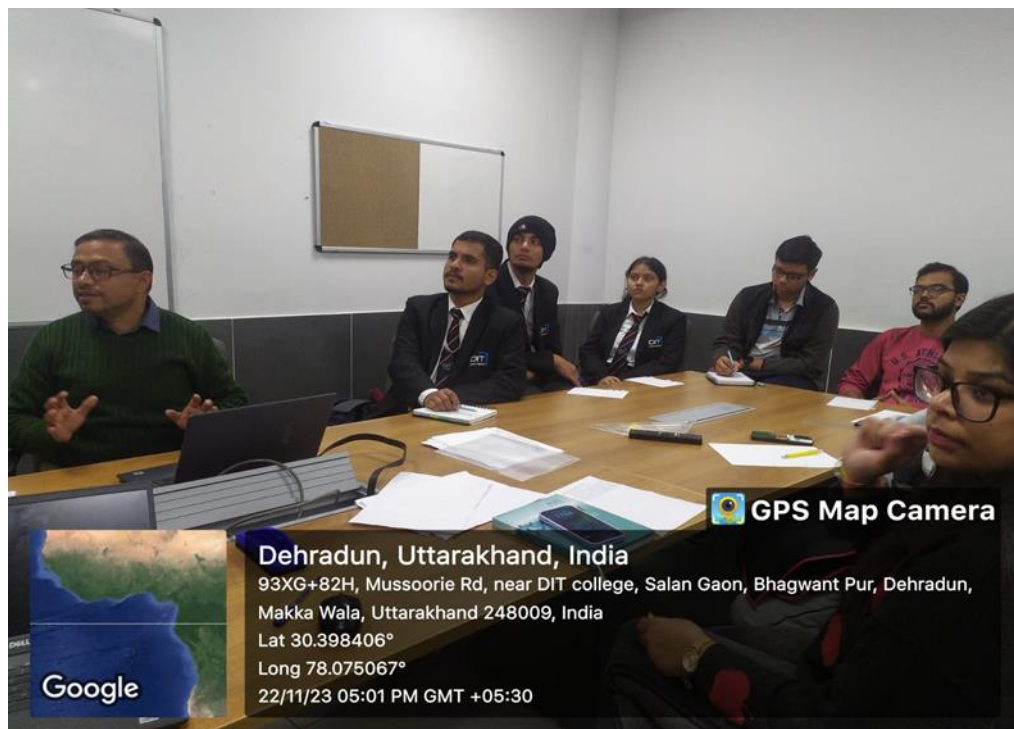 DIT
DIT
U.S. ACHI
GPS Map Camera
Dehradun, Uttarakhand, India
93XG+82H, Mussoorie Rd, near DIT college, Salan Gaon, Bhagwant Pur, Dehradun,
Makka Wala, Uttarakhand 248009, India
Lat 30.398406°
Long 78.075067°
22/11/23 05:01 PM GMT +05:30
DELL
Google